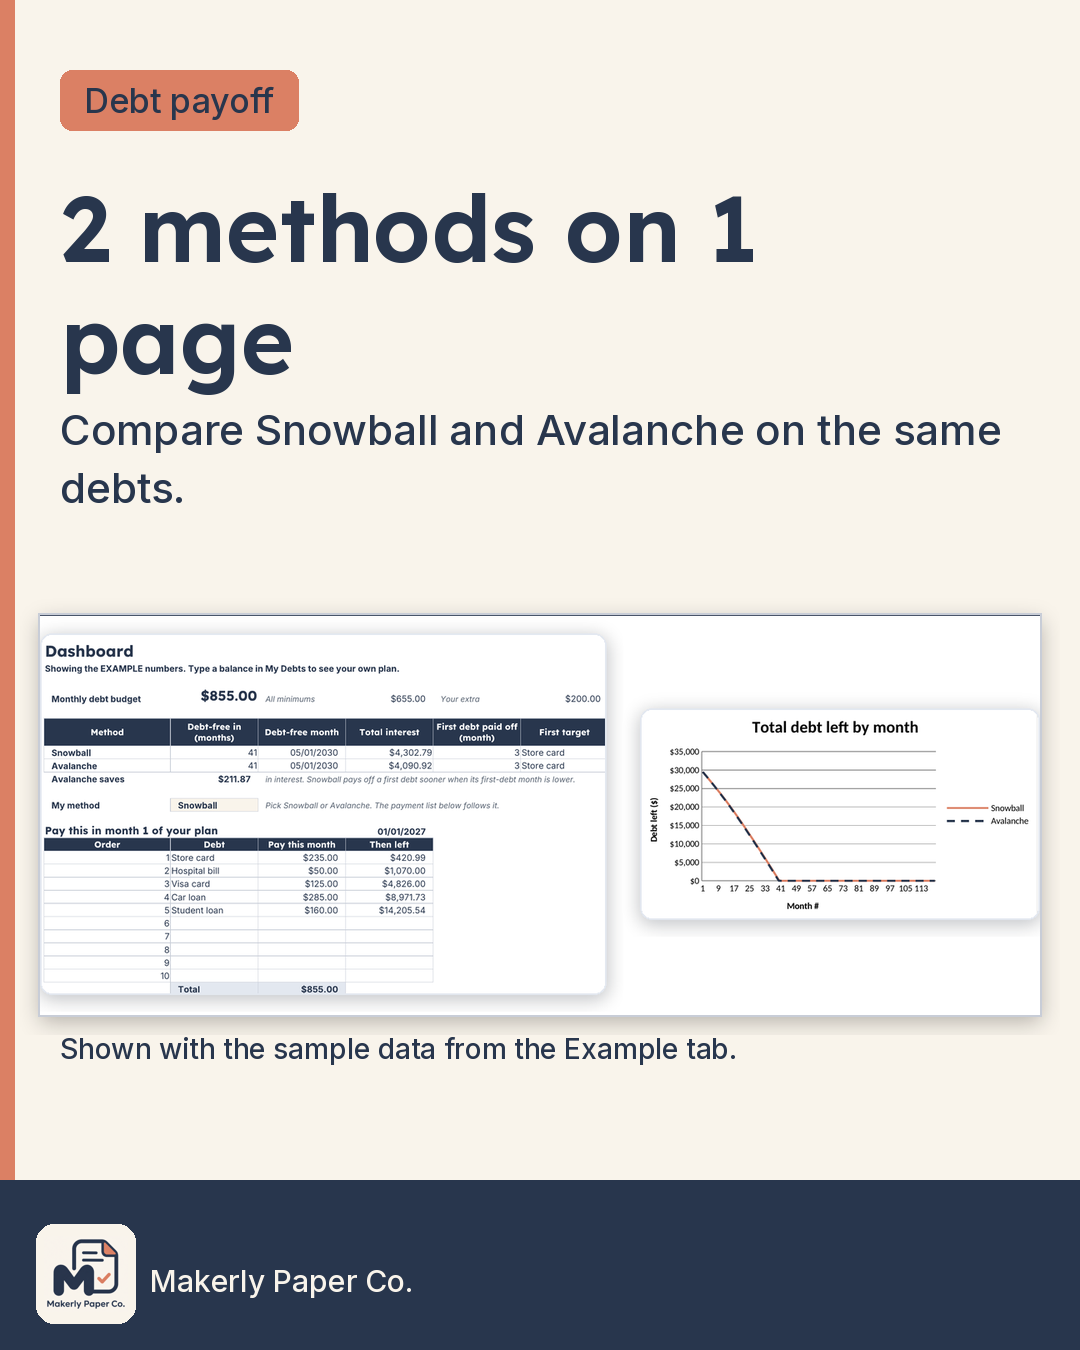 Debt payoff
2 methods on 1
page
Compare Snowball and Avalanche on the same
debts.
Dashboard
Showing the EXAMPLE numbers. Type a balance in My Debts to see your own plan.
Monthly debt budget $855.00 All minimums $655.00 Your extra $200.00
Method Debt-free in (months) Debt-free month Total interest First debt paid off (month) First target
Snowball 41 05/01/2030 $4,302.79 3 Store card
Avalanche 41 05/01/2030 $4,090.92 3 Store card
Avalanche saves $211.87 in interest. Snowball pays off a first debt sooner when its first-debt month is lower.
My method Snowball Pick Snowball or Avalanche. The payment list below follows it.
Pay this in month 1 of your plan 01/01/2027
Order Debt Pay this month Then left
1 Store card $235.00 $420.99
2 Hospital bill $50.00 $1,070.00
3 Visa card $125.00 $4,826.00
4 Car loan $285.00 $8,971.73
5 Student loan $160.00 $14,205.54
6
7
8
9
10
Total $855.00
Total debt left by month
Debt left ($)
$35,000
$30,000
$25,000
$20,000
$15,000
$10,000
$5,000
$0
1 9 17 25 33 41 49 57 65 73 81 89 97 105 113
Month #
Snowball
Avalanche
Shown with the sample data from the Example tab.
M
Makerly Paper Co.
Makerly Paper Co.